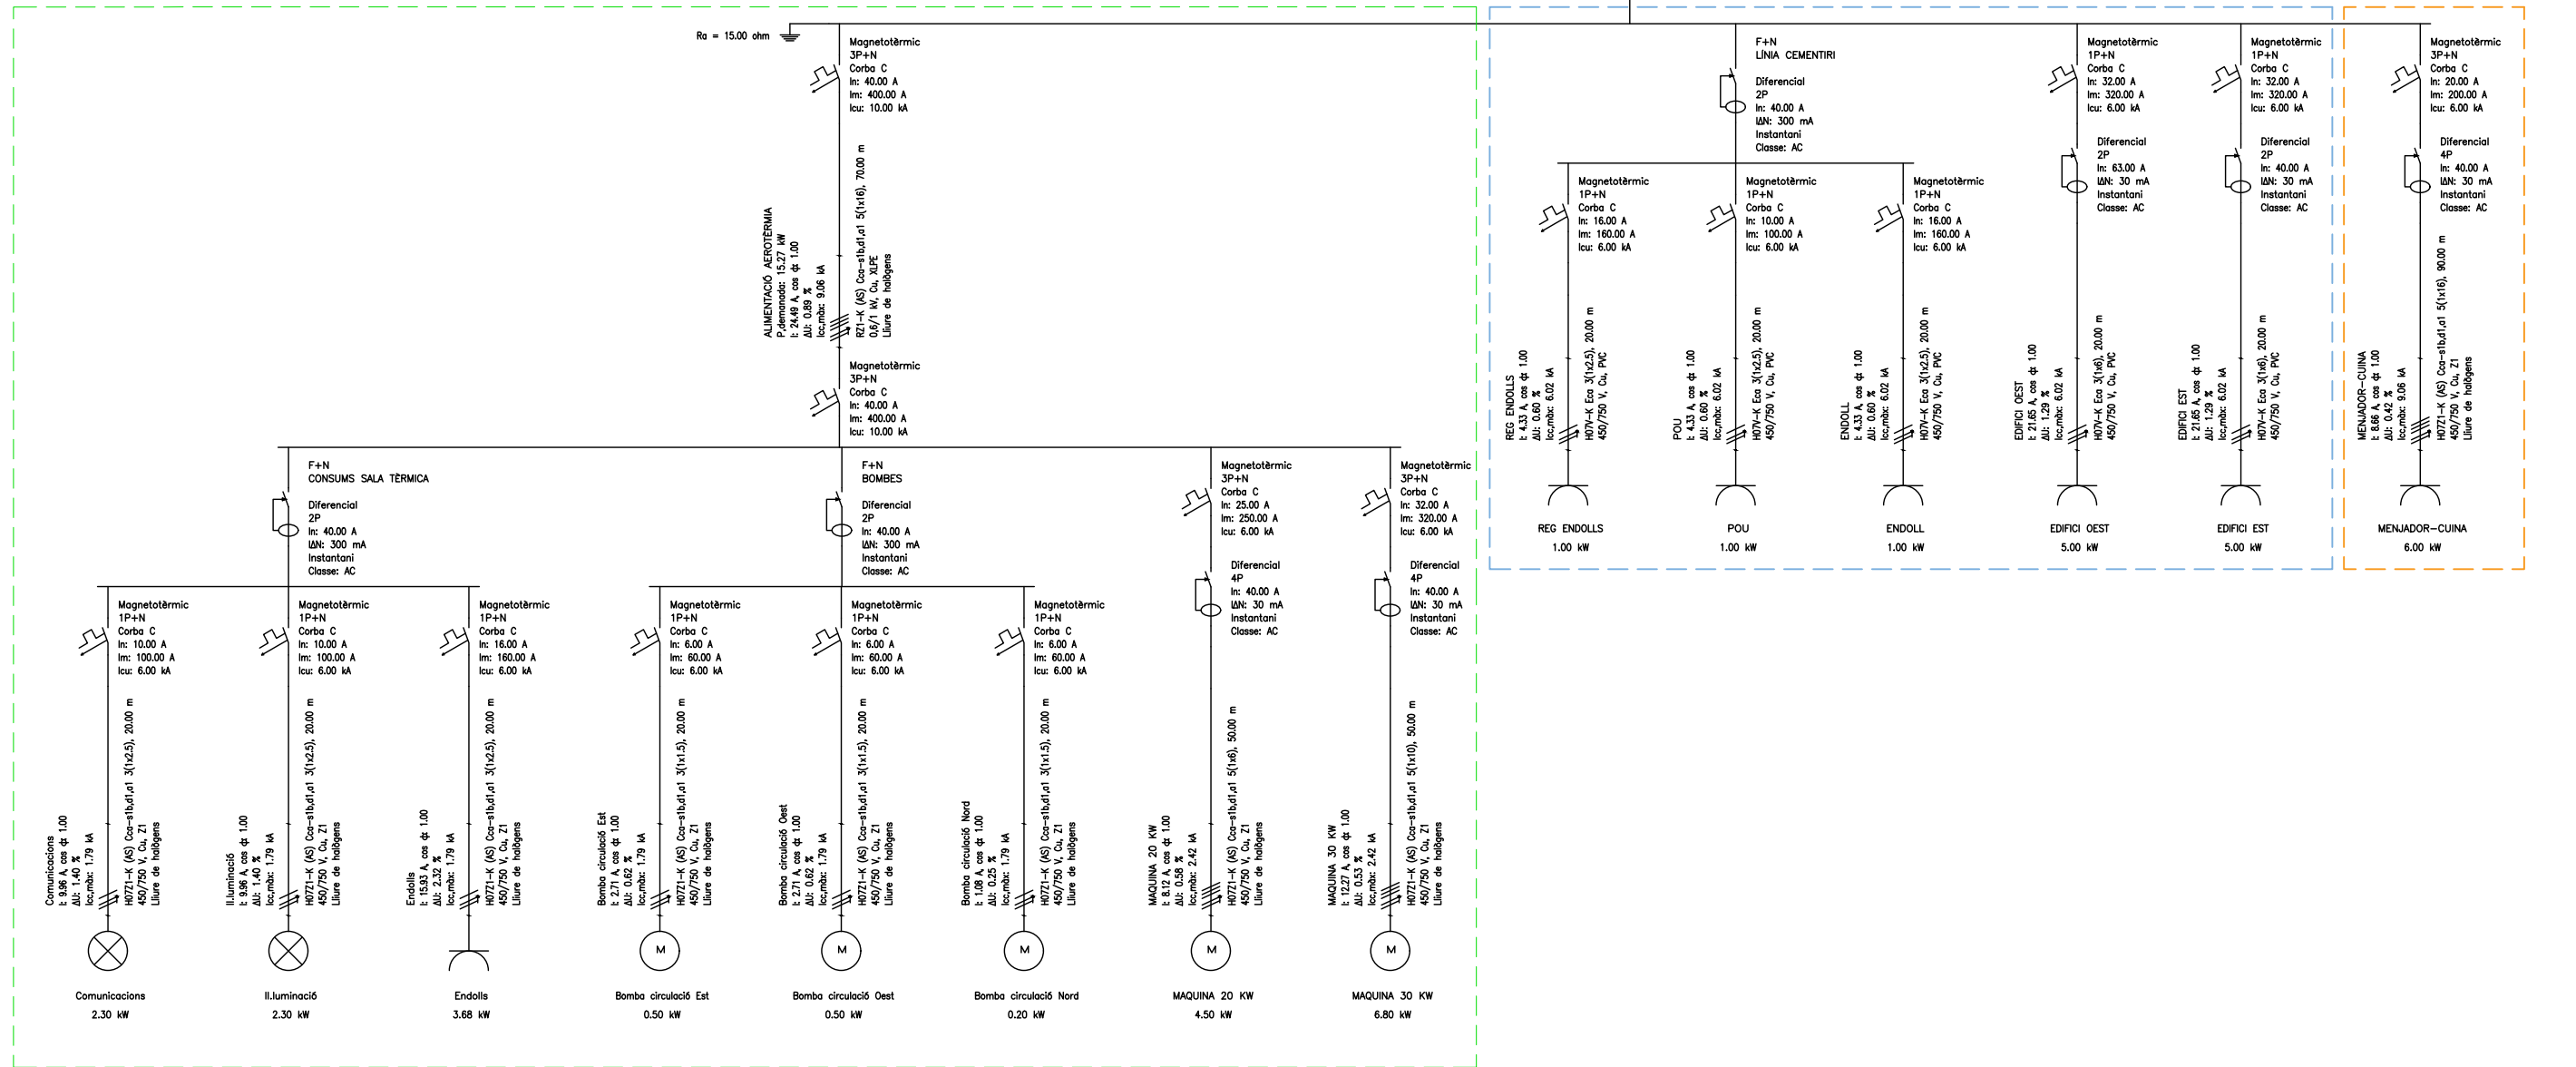 Ra = 15.00 ohm
Magnetotèrmic
3P+N
Corba C
In: 40.00 A
Im: 400.00 A
Icu: 10.00 kA
ALIMENTACIÓ AEROTÈRMIA
P.demanada: 15.27 kW
I: 24.49 A, cos φ: 1.00
ΔU: 0.89 %
Icc,màx: 9.06 kA
RZ1-K (AS) Cca-s1b,d1,a1 5(1x16), 70.00 m
0,6/1 kV, Cu, XLPE
Lliure de halògens
Magnetotèrmic
3P+N
Corba C
In: 40.00 A
Im: 400.00 A
Icu: 10.00 kA
F+N
CONSUMS SALA TÈRMICA
Diferencial
2P
In: 40.00 A
IΔN: 300 mA
Instantani
Classe: AC
F+N
BOMBES
Diferencial
2P
In: 40.00 A
IΔN: 300 mA
Instantani
Classe: AC
Magnetotèrmic
3P+N
Corba C
In: 25.00 A
Im: 250.00 A
Icu: 6.00 kA
Diferencial
4P
In: 40.00 A
IΔN: 30 mA
Instantani
Classe: AC
Magnetotèrmic
3P+N
Corba C
In: 32.00 A
Im: 320.00 A
Icu: 6.00 kA
Diferencial
4P
In: 40.00 A
IΔN: 30 mA
Instantani
Classe: AC
Magnetotèrmic
1P+N
Corba C
In: 10.00 A
Im: 100.00 A
Icu: 6.00 kA
Comunicacions
I: 9.96 A, cos φ: 1.00
ΔU: 1.40 %
Icc,màx: 1.79 kA
H07Z1-K (AS) Cca-s1b,d1,a1 3(1x2.5), 20.00 m
450/750 V, Cu, Z1
Lliure de halògens
Comunicacions
2.30 kW
Magnetotèrmic
1P+N
Corba C
In: 10.00 A
Im: 100.00 A
Icu: 6.00 kA
Il.luminació
I: 9.96 A, cos φ: 1.00
ΔU: 1.40 %
Icc,màx: 1.79 kA
H07Z1-K (AS) Cca-s1b,d1,a1 3(1x2.5), 20.00 m
450/750 V, Cu, Z1
Lliure de halògens
Il.luminació
2.30 kW
Magnetotèrmic
1P+N
Corba C
In: 16.00 A
Im: 160.00 A
Icu: 6.00 kA
Endolls
I: 15.93 A, cos φ: 1.00
ΔU: 2.32 %
Icc,màx: 1.79 kA
H07Z1-K (AS) Cca-s1b,d1,a1 3(1x2.5), 20.00 m
450/750 V, Cu, Z1
Lliure de halògens
Endolls
3.68 kW
Magnetotèrmic
1P+N
Corba C
In: 6.00 A
Im: 60.00 A
Icu: 6.00 kA
Bomba circulació Est
I: 2.71 A, cos φ: 1.00
ΔU: 0.62 %
Icc,màx: 1.79 kA
H07Z1-K (AS) Cca-s1b,d1,a1 3(1x1.5), 20.00 m
450/750 V, Cu, Z1
Lliure de halògens
M
Bomba circulació Est
0.50 kW
Magnetotèrmic
1P+N
Corba C
In: 6.00 A
Im: 60.00 A
Icu: 6.00 kA
Bomba circulació Oest
I: 2.71 A, cos φ: 1.00
ΔU: 0.62 %
Icc,màx: 1.79 kA
H07Z1-K (AS) Cca-s1b,d1,a1 3(1x1.5), 20.00 m
450/750 V, Cu, Z1
Lliure de halògens
M
Bomba circulació Oest
0.50 kW
Magnetotèrmic
1P+N
Corba C
In: 6.00 A
Im: 60.00 A
Icu: 6.00 kA
Bomba circulació Nord
I: 1.08 A, cos φ: 1.00
ΔU: 0.25 %
Icc,màx: 1.79 kA
H07Z1-K (AS) Cca-s1b,d1,a1 3(1x1.5), 20.00 m
450/750 V, Cu, Z1
Lliure de halògens
M
Bomba circulació Nord
0.20 kW
MAQUINA 20 KW
I: 8.12 A, cos φ: 1.00
ΔU: 0.58 %
Icc,màx: 2.42 kA
H07Z1-K (AS) Cca-s1b,d1,a1 5(1x6), 50.00 m
450/750 V, Cu, Z1
Lliure de halògens
M
MAQUINA 20 KW
4.50 kW
MAQUINA 30 KW
I: 12.27 A, cos φ: 1.00
ΔU: 0.53 %
Icc,màx: 2.42 kA
H07Z1-K (AS) Cca-s1b,d1,a1 5(1x10), 50.00 m
450/750 V, Cu, Z1
Lliure de halògens
M
MAQUINA 30 KW
6.80 kW
F+N
LÍNIA CEMENTIRI
Diferencial
2P
In: 40.00 A
IΔN: 300 mA
Instantani
Classe: AC
Magnetotèrmic
1P+N
Corba C
In: 16.00 A
Im: 160.00 A
Icu: 6.00 kA
REG ENDOLLS
I: 4.33 A, cos φ: 1.00
ΔU: 0.60 %
Icc,màx: 6.02 kA
H07V-K Eca 3(1x2.5), 20.00 m
450/750 V, Cu, PVC
REG ENDOLLS
1.00 kW
Magnetotèrmic
1P+N
Corba C
In: 10.00 A
Im: 100.00 A
Icu: 6.00 kA
POU
I: 4.33 A, cos φ: 1.00
ΔU: 0.60 %
Icc,màx: 6.02 kA
H07V-K Eca 3(1x2.5), 20.00 m
450/750 V, Cu, PVC
POU
1.00 kW
Magnetotèrmic
1P+N
Corba C
In: 16.00 A
Im: 160.00 A
Icu: 6.00 kA
ENDOLL
I: 4.33 A, cos φ: 1.00
ΔU: 0.60 %
Icc,màx: 6.02 kA
H07V-K Eca 3(1x2.5), 20.00 m
450/750 V, Cu, PVC
ENDOLL
1.00 kW
Magnetotèrmic
1P+N
Corba C
In: 32.00 A
Im: 320.00 A
Icu: 6.00 kA
Diferencial
2P
In: 63.00 A
IΔN: 30 mA
Instantani
Classe: AC
EDIFICI OEST
I: 21.65 A, cos φ: 1.00
ΔU: 1.29 %
Icc,màx: 6.02 kA
H07V-K Eca 3(1x6), 20.00 m
450/750 V, Cu, PVC
EDIFICI OEST
5.00 kW
Magnetotèrmic
1P+N
Corba C
In: 32.00 A
Im: 320.00 A
Icu: 6.00 kA
Diferencial
2P
In: 40.00 A
IΔN: 30 mA
Instantani
Classe: AC
EDIFICI EST
I: 21.65 A, cos φ: 1.00
ΔU: 1.29 %
Icc,màx: 6.02 kA
H07V-K Eca 3(1x6), 20.00 m
450/750 V, Cu, PVC
EDIFICI EST
5.00 kW
Magnetotèrmic
3P+N
Corba C
In: 20.00 A
Im: 200.00 A
Icu: 6.00 kA
Diferencial
4P
In: 40.00 A
IΔN: 30 mA
Instantani
Classe: AC
MENJADOR-CUINA
I: 8.66 A, cos φ: 1.00
ΔU: 0.42 %
Icc,màx: 9.06 kA
H07Z1-K (AS) Cca-s1b,d1,a1 5(1x16), 90.00 m
450/750 V, Cu, Z1
Lliure de halògens
MENJADOR-CUINA
6.00 kW